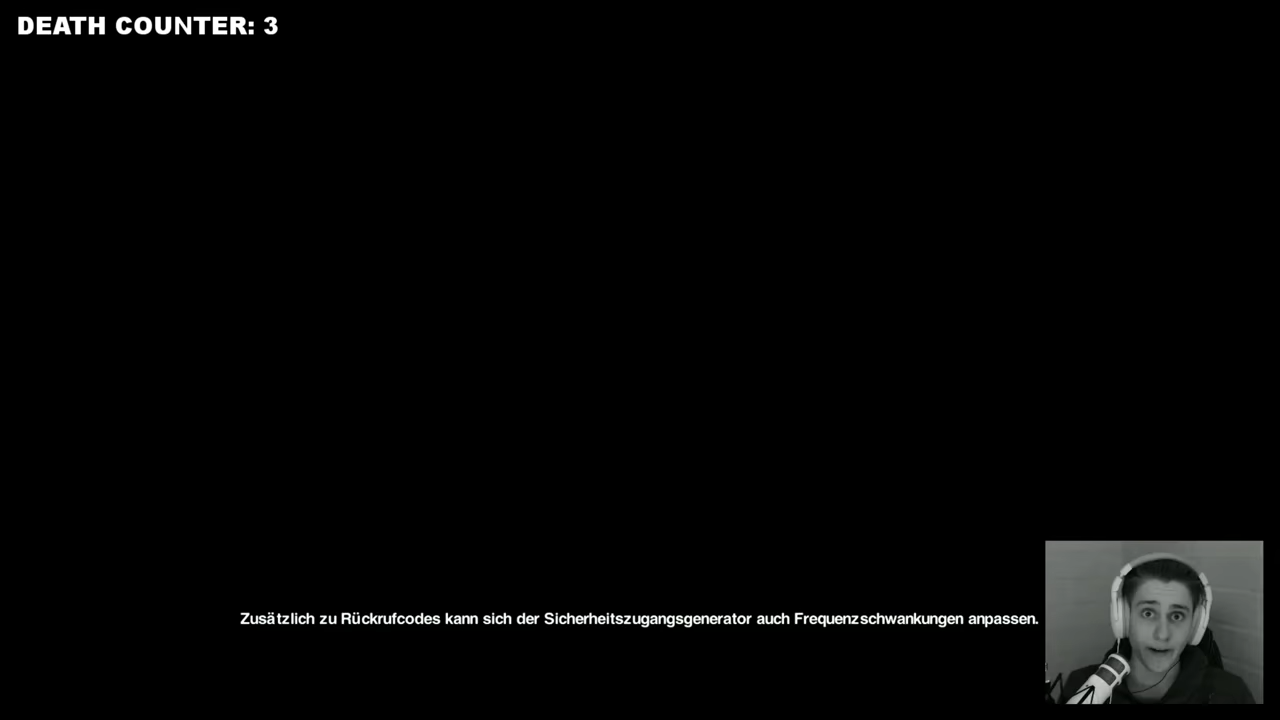 DEATH COUNTER: 3
Zusätzlich zu Rückrufcodes kann sich der Sicherheitszugangsgenerator auch Frequenzschwankungen anpassen.